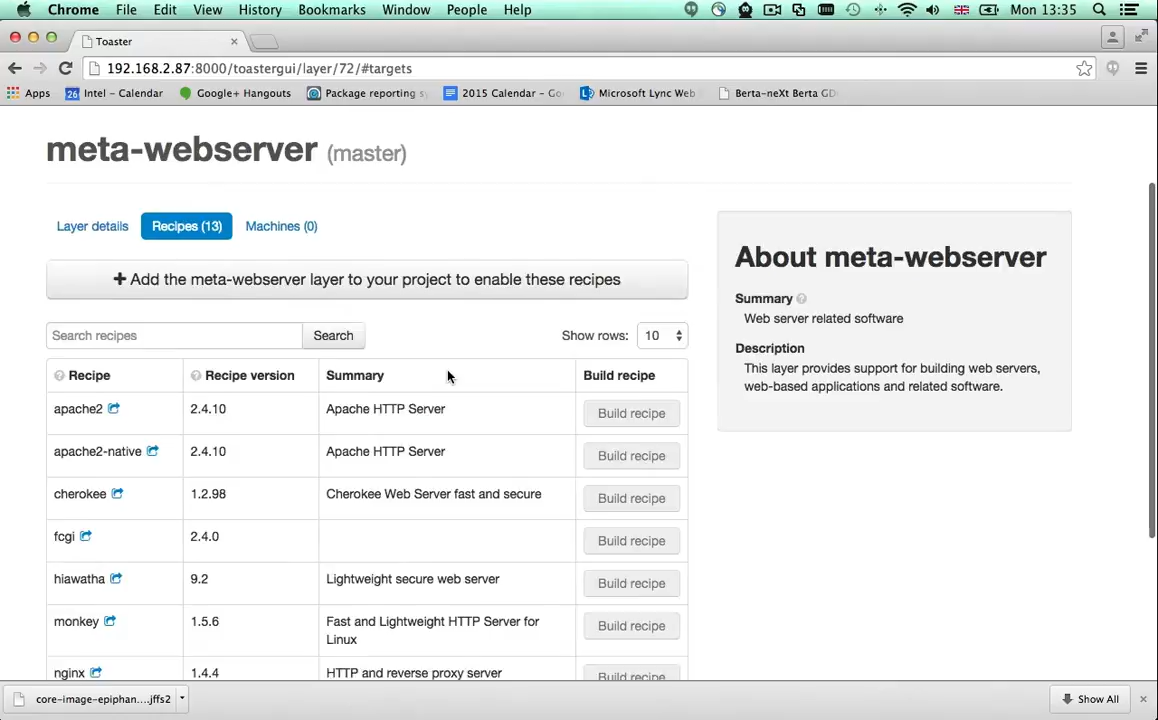 Chrome File Edit View History Bookmarks Window People Help Mon 13:35
Toaster
192.168.2.87:8000/toastergui/layer/72/#targets
Apps 26 Intel – Calendar Google+ Hangouts Package reporting sy 2015 Calendar - Go Microsoft Lync Web Berta-neXt Berta GD
meta-webserver (master)
Layer details Recipes (13) Machines (0)
+ Add the meta-webserver layer to your project to enable these recipes
Search recipes Search Show rows: 10
Recipe Recipe version Summary Build recipe
apache2 2.4.10 Apache HTTP Server Build recipe
apache2-native 2.4.10 Apache HTTP Server Build recipe
cherokee 1.2.98 Cherokee Web Server fast and secure Build recipe
fcgi 2.4.0 Build recipe
hiawatha 9.2 Lightweight secure web server Build recipe
monkey 1.5.6 Fast and Lightweight HTTP Server for Build recipe
Linux
nginx 1.4.4 HTTP and reverse proxy server Build recipe
About meta-webserver
Summary
Web server related software
Description
This layer provides support for building web servers,
web-based applications and related software.
core-image-epiphan....jffs2 Show All